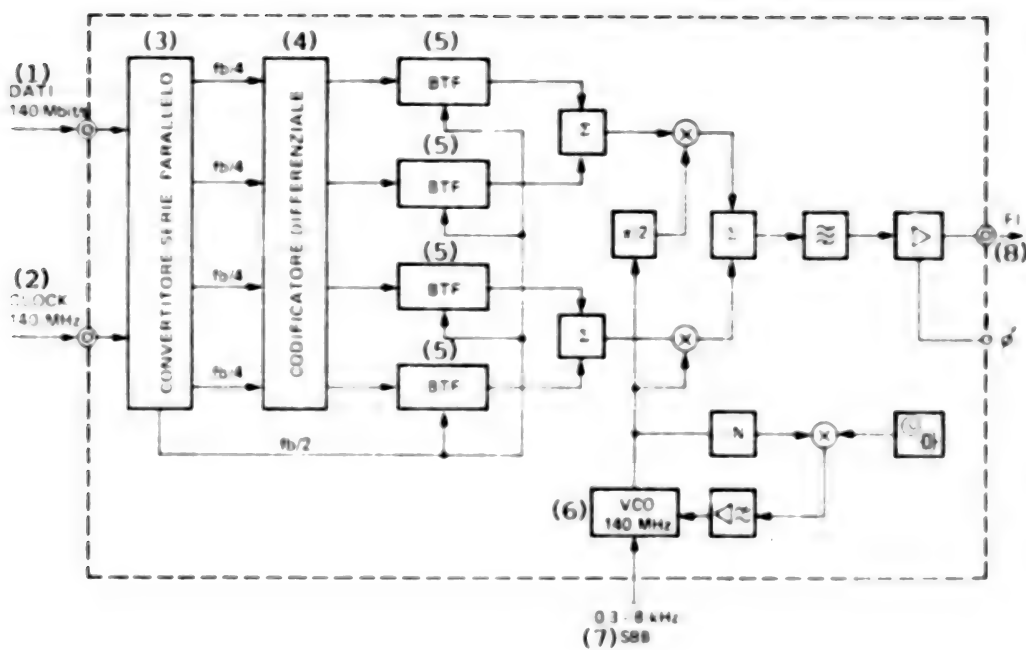 (3)
(4)
(5)
(1)
DATI
140 Mbit/s
fb/4
BTF
Σ
(5)
fb/4
BTF
CONVERTITORE SERIE PARALLELO
CODIFICATORE DIFFERENZIALE
π/2
Σ
FI
(8)
(2)
CLOCK
140 MHz
(5)
fb/4
BTF
Σ
(5)
fb/4
BTF
fb/2
N
(6)
VCO
140 MHz
0.3 - 8 kHz
(7) SBB